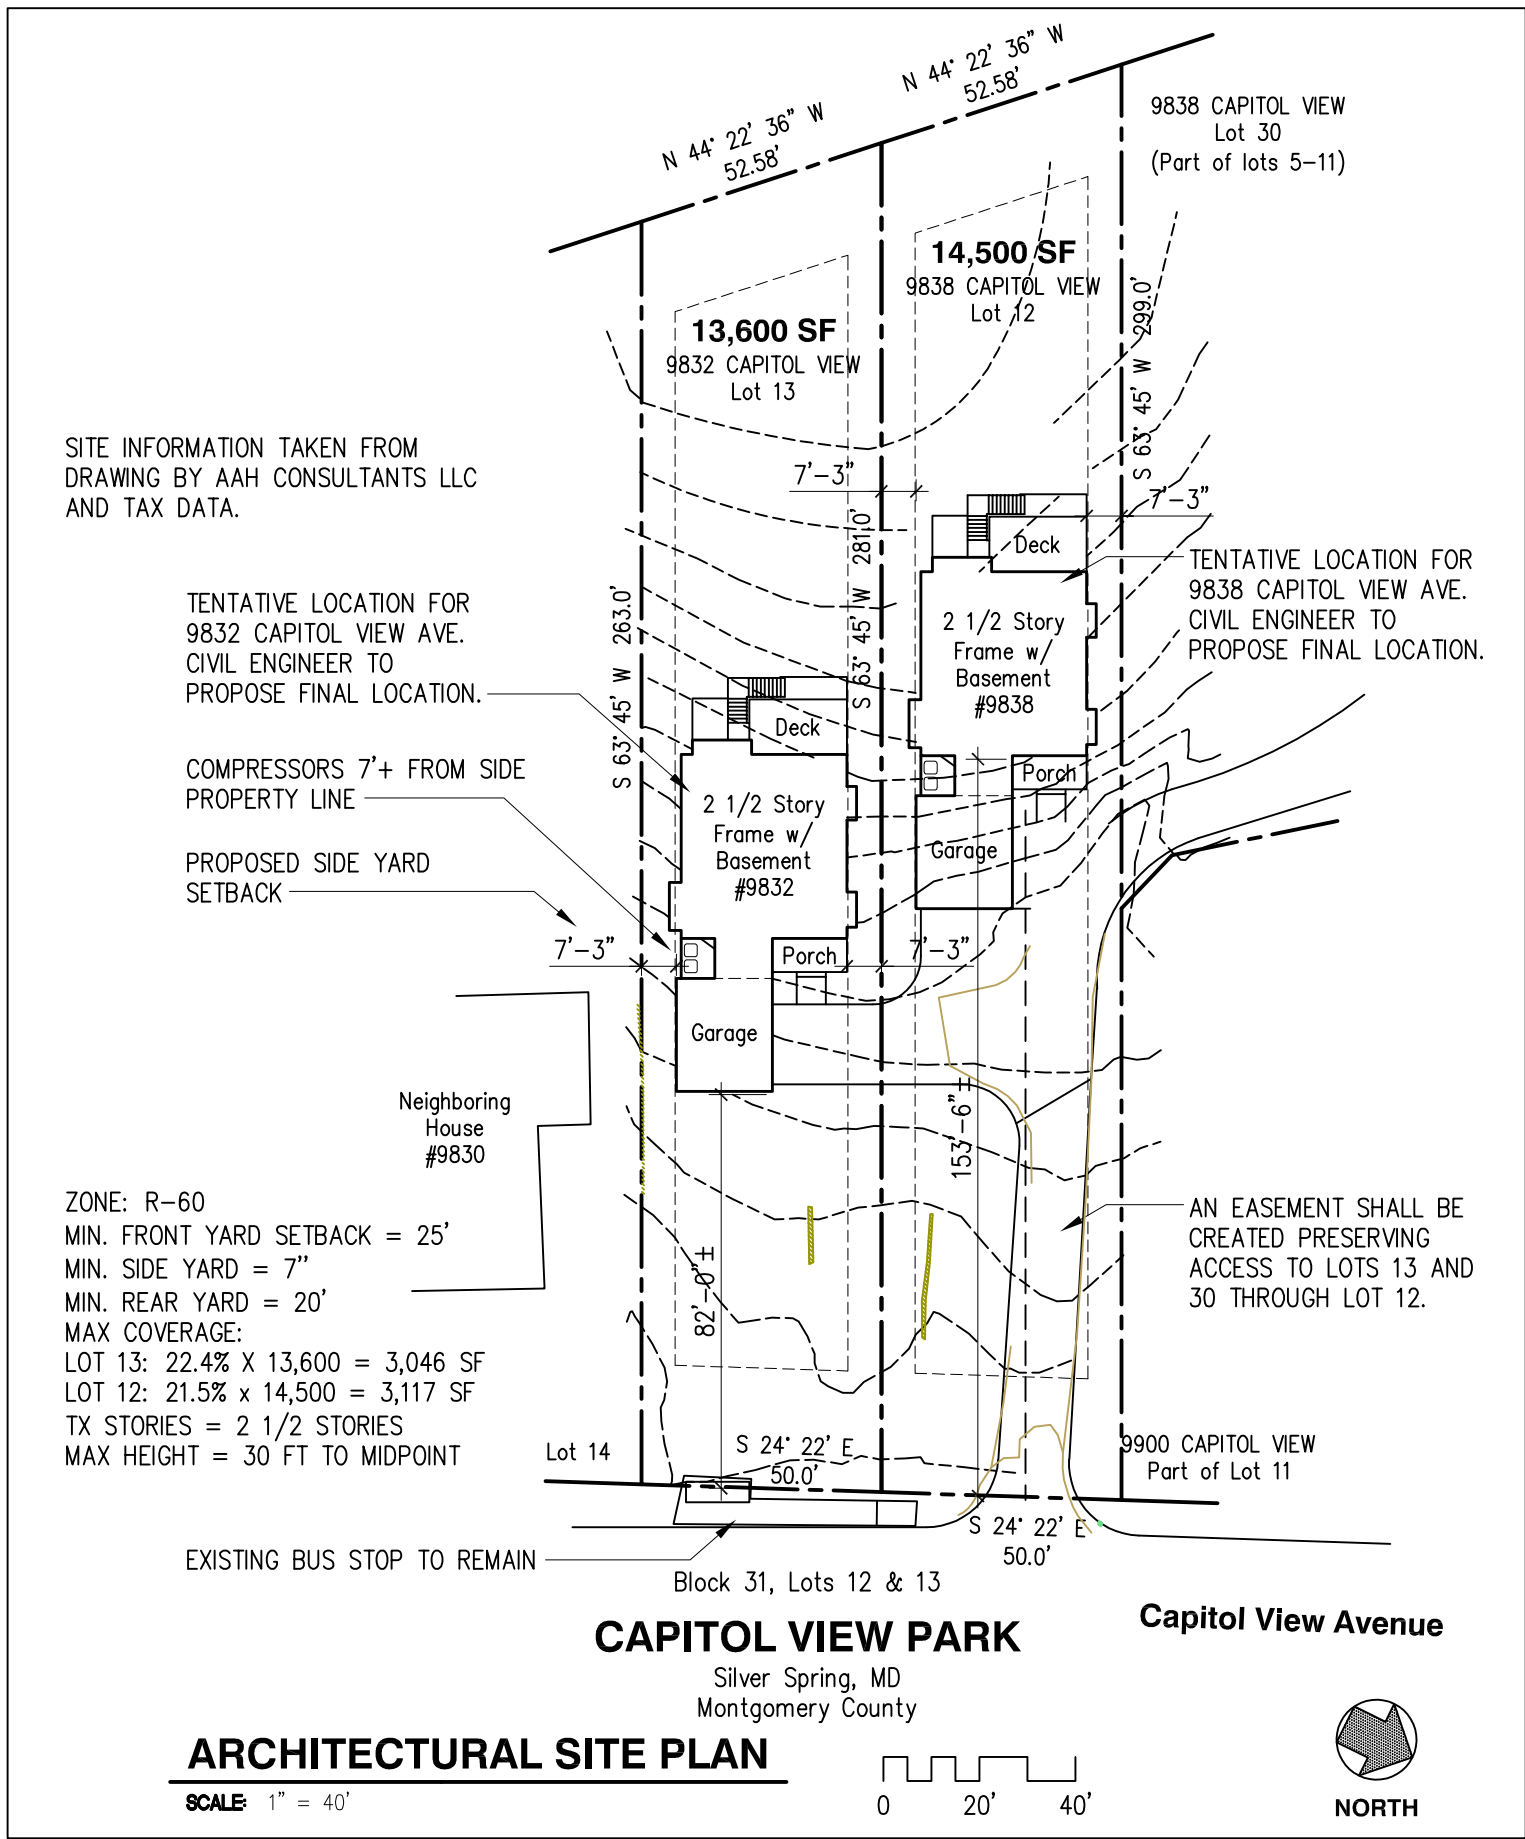 N 44° 22' 36" W
52.58'
N 44° 22' 36" W
52.58'
9838 CAPITOL VIEW
Lot 30
(Part of lots 5-11)
14,500 SF
9838 CAPITOL VIEW
Lot 12
13,600 SF
9832 CAPITOL VIEW
Lot 13
S 63° 45' W 299.0'
SITE INFORMATION TAKEN FROM
DRAWING BY AAH CONSULTANTS LLC
AND TAX DATA.
7'-3"
7'-3"
S 63° 45' W 281.0'
Deck
TENTATIVE LOCATION FOR
9838 CAPITOL VIEW AVE.
CIVIL ENGINEER TO
PROPOSE FINAL LOCATION.
TENTATIVE LOCATION FOR
9832 CAPITOL VIEW AVE.
CIVIL ENGINEER TO
PROPOSE FINAL LOCATION.
S 63° 45' W 263.0'
2 1/2 Story
Frame w/
Basement
#9838
Deck
COMPRESSORS 7'+ FROM SIDE
PROPERTY LINE
Porch
2 1/2 Story
Frame w/
Basement
#9832
Garage
PROPOSED SIDE YARD
SETBACK
7'-3"
Porch
7'-3"
Garage
Neighboring
House
#9830
153'-6" ±
82'-0" ±
ZONE: R-60
MIN. FRONT YARD SETBACK = 25'
MIN. SIDE YARD = 7"
MIN. REAR YARD = 20'
MAX COVERAGE:
LOT 13: 22.4% X 13,600 = 3,046 SF
LOT 12: 21.5% x 14,500 = 3,117 SF
TX STORIES = 2 1/2 STORIES
MAX HEIGHT = 30 FT TO MIDPOINT
AN EASEMENT SHALL BE
CREATED PRESERVING
ACCESS TO LOTS 13 AND
30 THROUGH LOT 12.
Lot 14
S 24° 22' E
50.0'
9900 CAPITOL VIEW
Part of Lot 11
S 24° 22' E
50.0'
EXISTING BUS STOP TO REMAIN
Block 31, Lots 12 & 13
CAPITOL VIEW PARK
Silver Spring, MD
Montgomery County
Capitol View Avenue
ARCHITECTURAL SITE PLAN
SCALE: 1" = 40'
0 20' 40'
NORTH